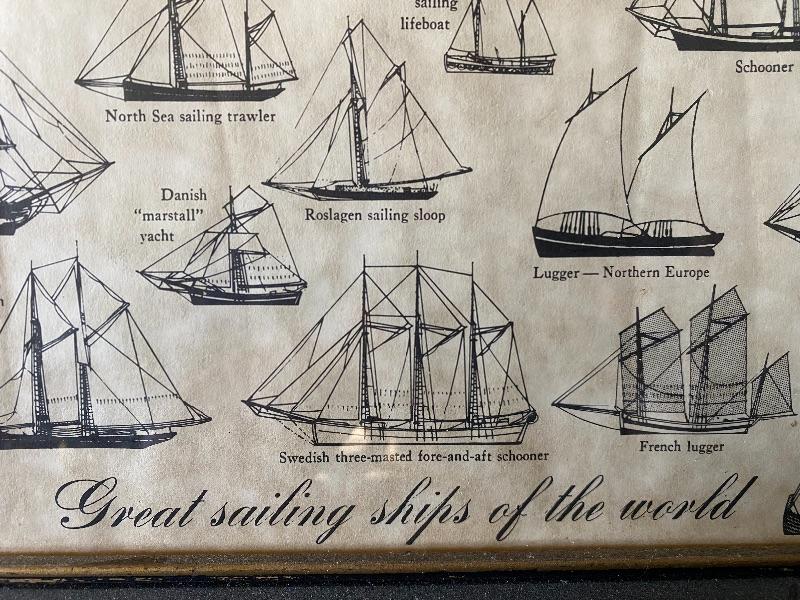 sailing
lifeboat
Schooner
North Sea sailing trawler
Danish
"marstall"
yacht
Roslagen sailing sloop
Lugger — Northern Europe
Swedish three-masted fore-and-aft schooner
French lugger
Great sailing ships of the world